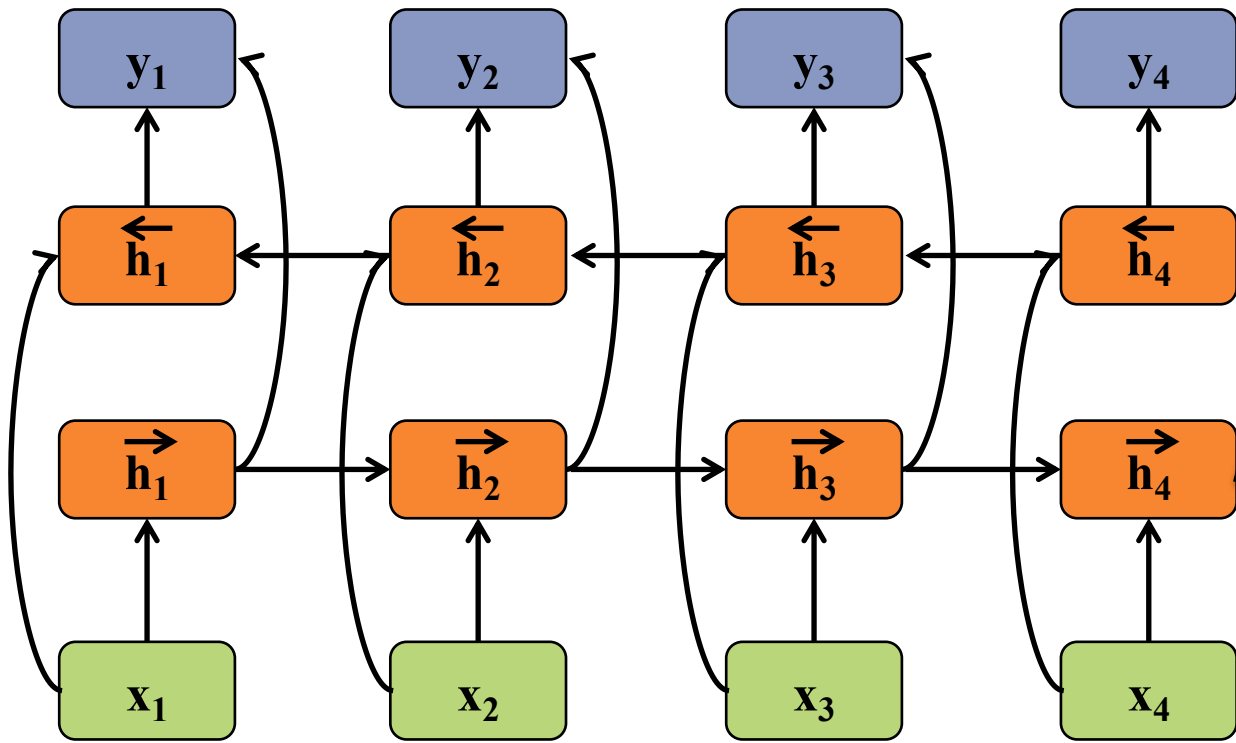 y₁ y₂ y₃ y₄
←h₁ ←h₂ ←h₃ ←h₄
→h₁ →h₂ →h₃ →h₄
x₁ x₂ x₃ x₄